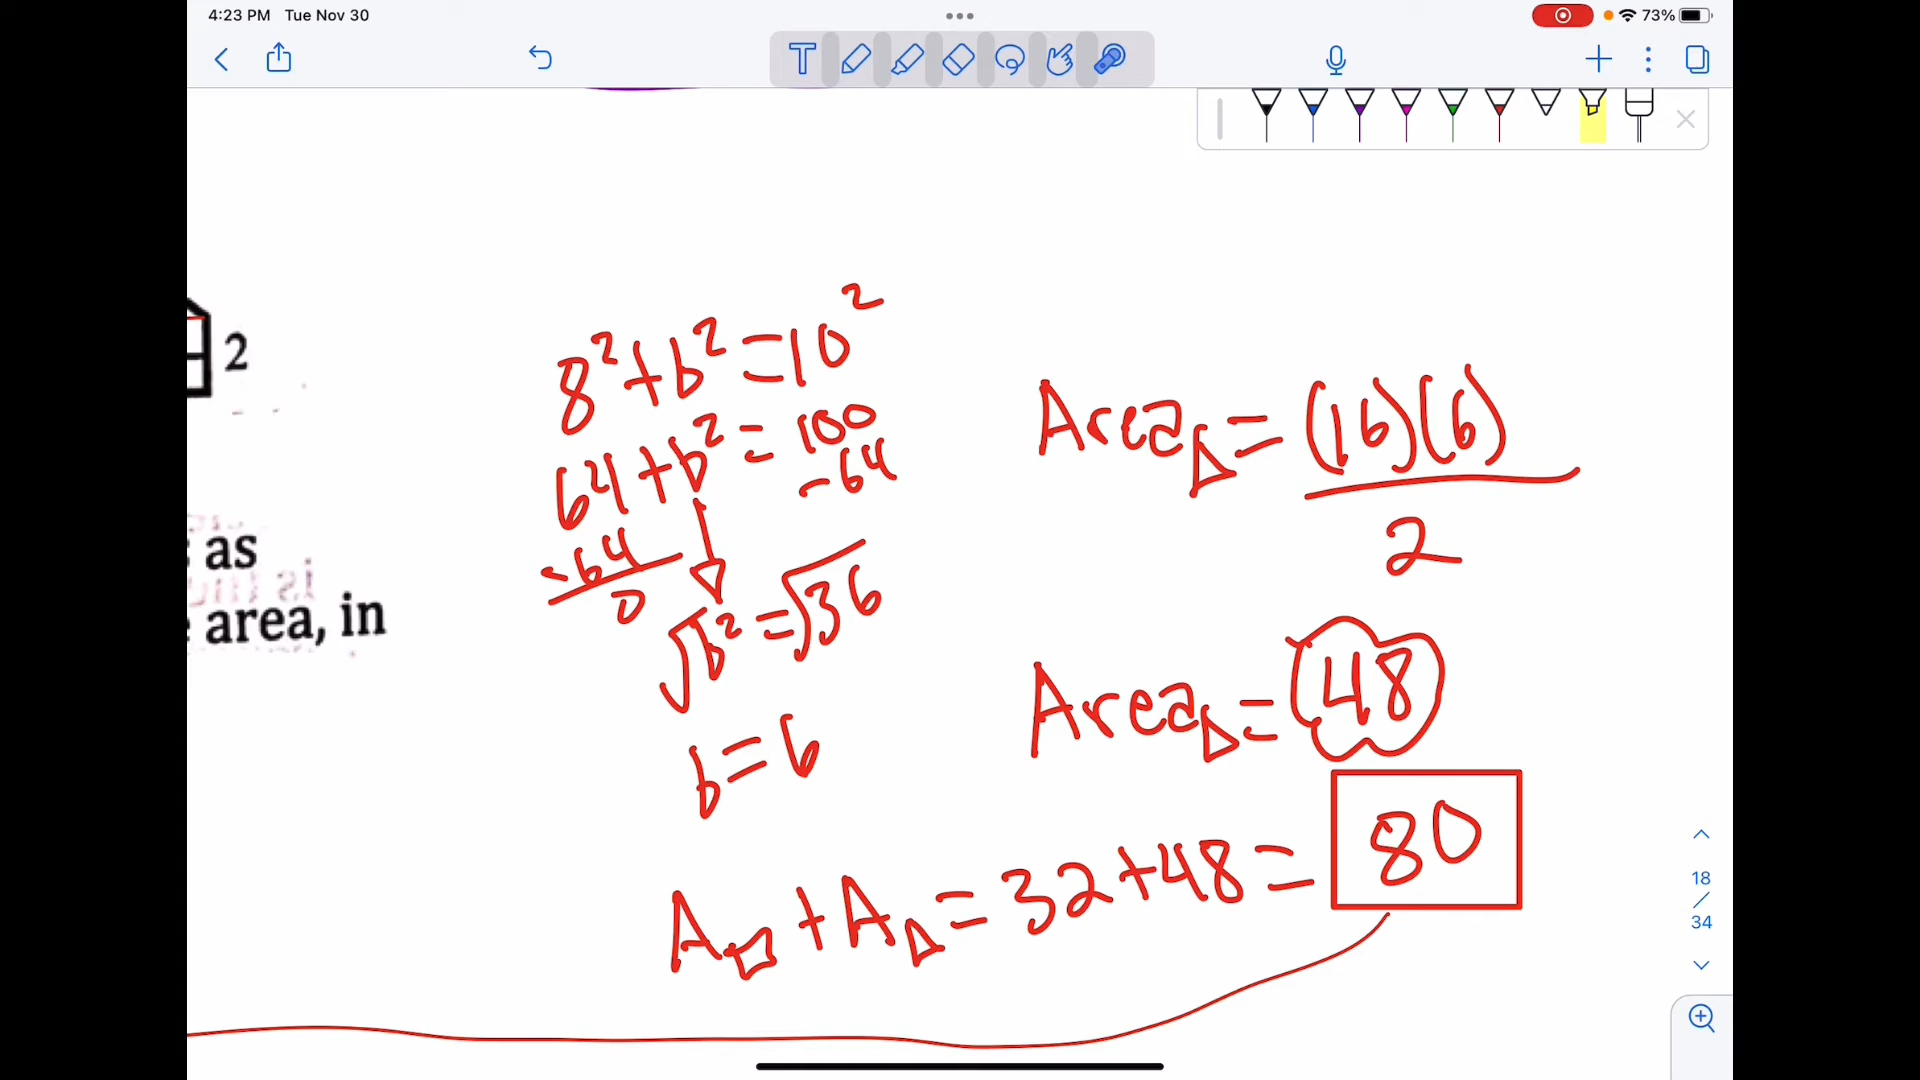 4:23 PM Tue Nov 30
73%
T
2
as
area, in
8² + b² = 10²
64 + b² = 100
-64
-64
0
√b² = √36
b = 6
Area△ = (16)(6)
2
Area△ = 48
A□ + A△ = 32 + 48 = 80
18
/
34